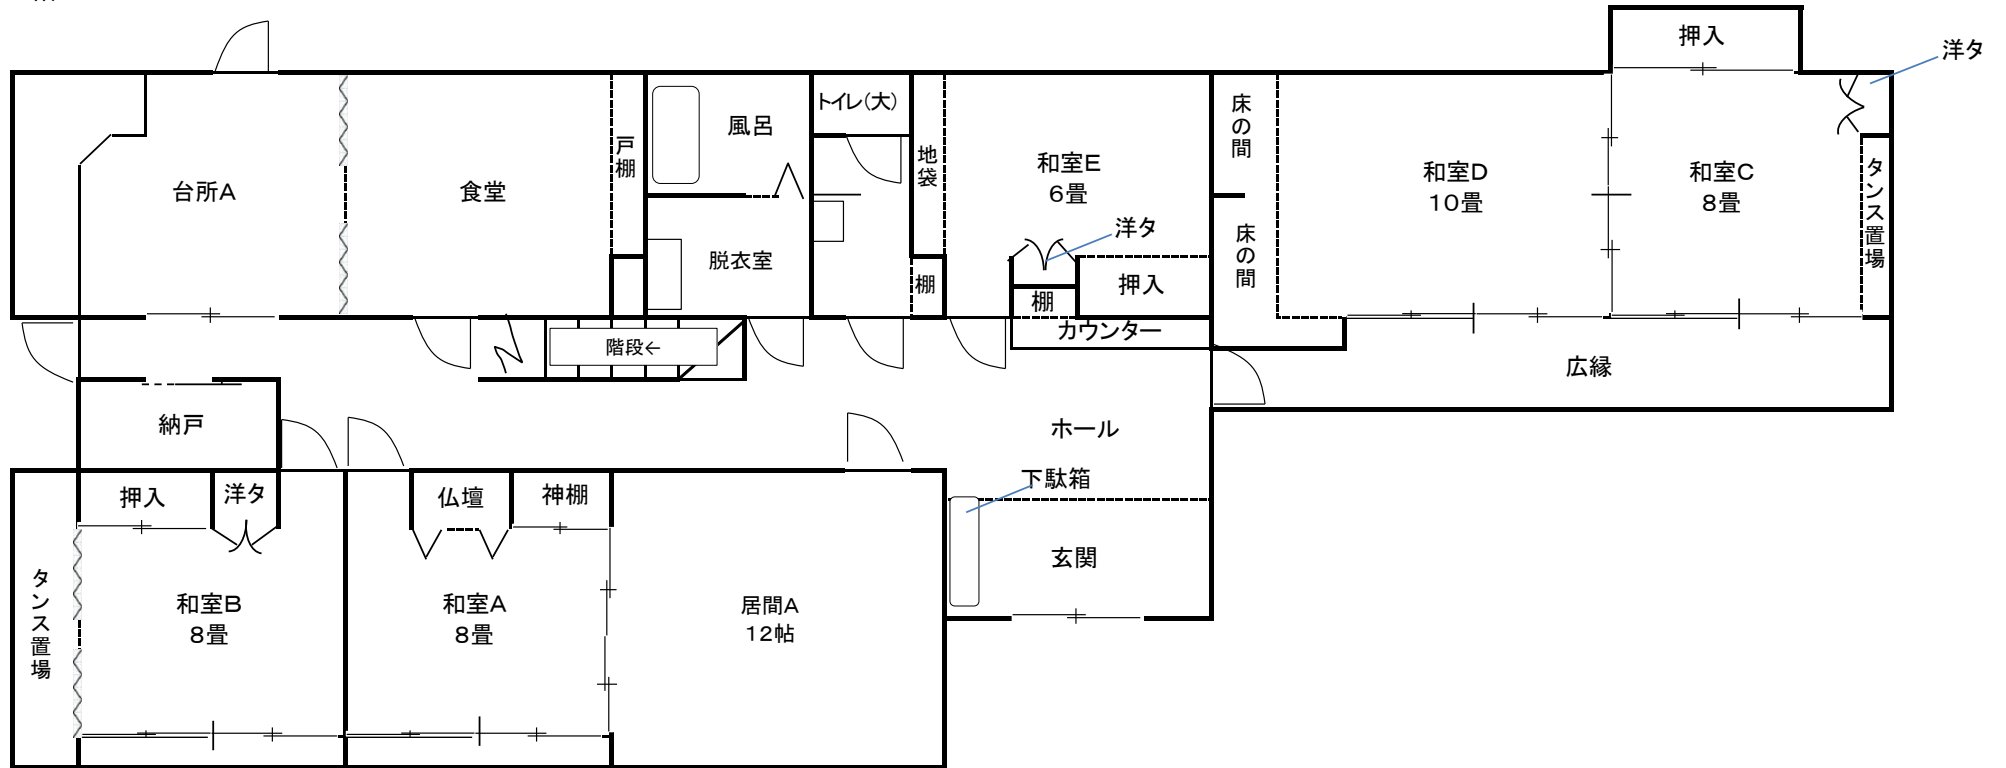 押入
洋タ
トイレ(大)
床の間
風呂
戸棚
地袋
和室E
6畳
和室D
10畳
和室C
8畳
タンス置場
台所A
食堂
洋タ
床の間
脱衣室
棚
押入
棚
カウンター
階段←
広縁
納戸
ホール
下駄箱
押入
洋タ
仏壇
神棚
玄関
タンス置場
和室B
8畳
和室A
8畳
居間A
12帖